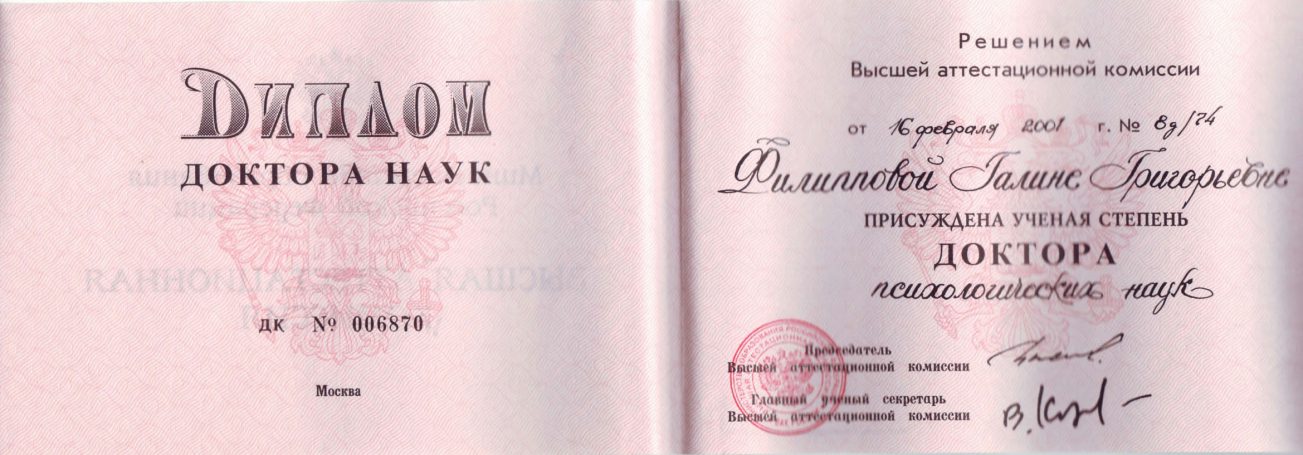 ДИПЛОМ
ДОКТОРА НАУК
ДК № 006870
Москва
Решением
Высшей аттестационной комиссии
от 16 февраля 2001 г. № 8д/74
Филипповой Галине Григорьевне
ПРИСУЖДЕНА УЧЕНАЯ СТЕПЕНЬ
ДОКТОРА
психологических наук
Председатель
Высшей аттестационной комиссии
Главный ученый секретарь
Высшей аттестационной комиссии